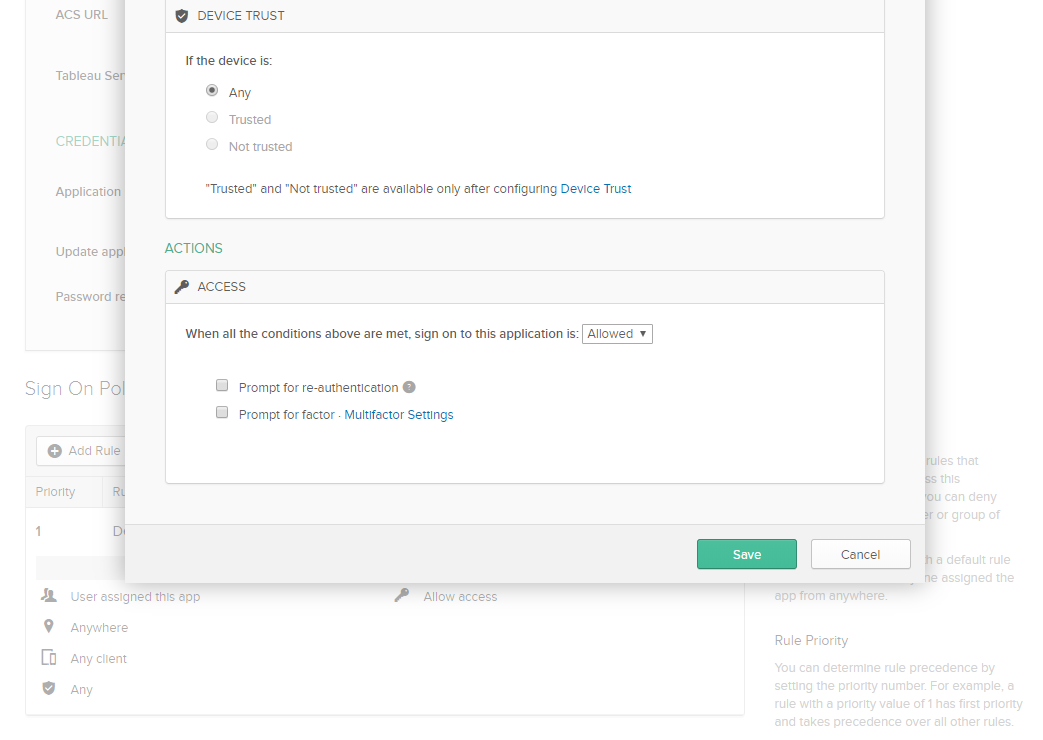 ACS URL
DEVICE TRUST
If the device is:
Tableau Ser
Any
Trusted
CREDENTIA
Not trusted
Application
"Trusted" and "Not trusted" are available only after configuring Device Trust
Update appl
ACTIONS
Password re
ACCESS
When all the conditions above are met, sign on to this application is: Allowed ▼
Sign On Pol
Prompt for re-authentication ?
Prompt for factor · Multifactor Settings
Add Rule
Priority Ru
1 De
rules that
ss this
you can deny
er or group of
Save Cancel
h a default rule
ne assigned the
app from anywhere.
User assigned this app Allow access
Anywhere
Any client
Any
Rule Priority
You can determine rule precedence by
setting the priority number. For example, a
rule with a priority value of 1 has first priority
and takes precedence over all other rules.